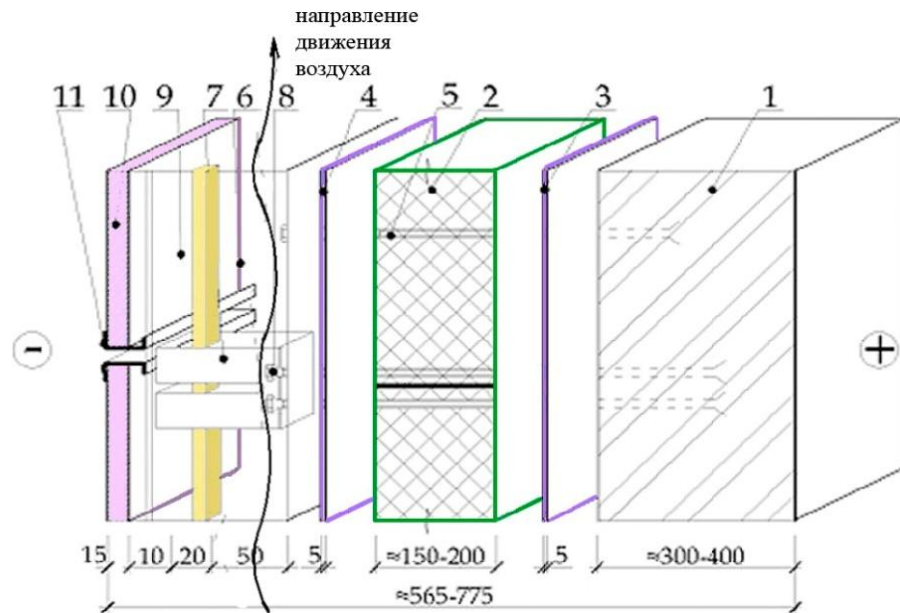 направление
движения
воздуха
11 10 9 7 6 8 4 5 2 3 1
- +
15 10 20 50 5 ≈150-200 5 ≈300-400
≈565-775